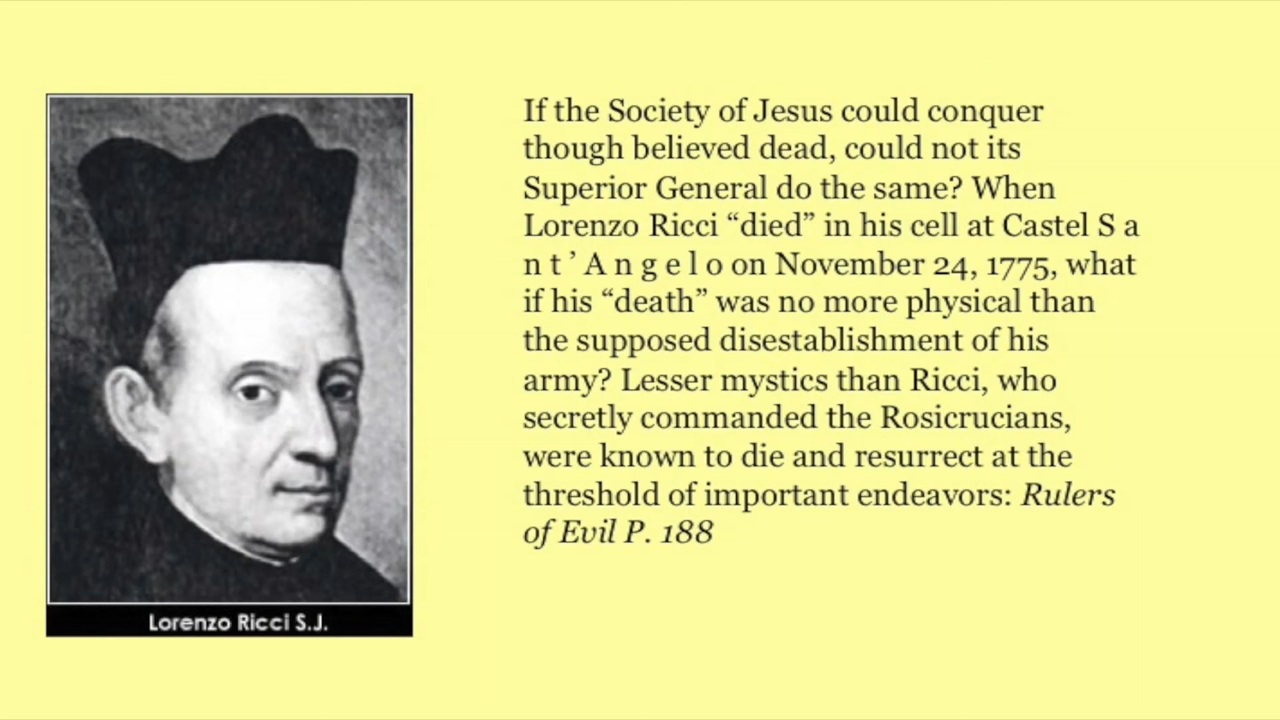 If the Society of Jesus could conquer
though believed dead, could not its
Superior General do the same? When
Lorenzo Ricci “died” in his cell at Castel S a
n t ’ A n g e l o on November 24, 1775, what
if his “death” was no more physical than
the supposed disestablishment of his
army? Lesser mystics than Ricci, who
secretly commanded the Rosicrucians,
were known to die and resurrect at the
threshold of important endeavors: Rulers
of Evil P. 188
Lorenzo Ricci S.J.